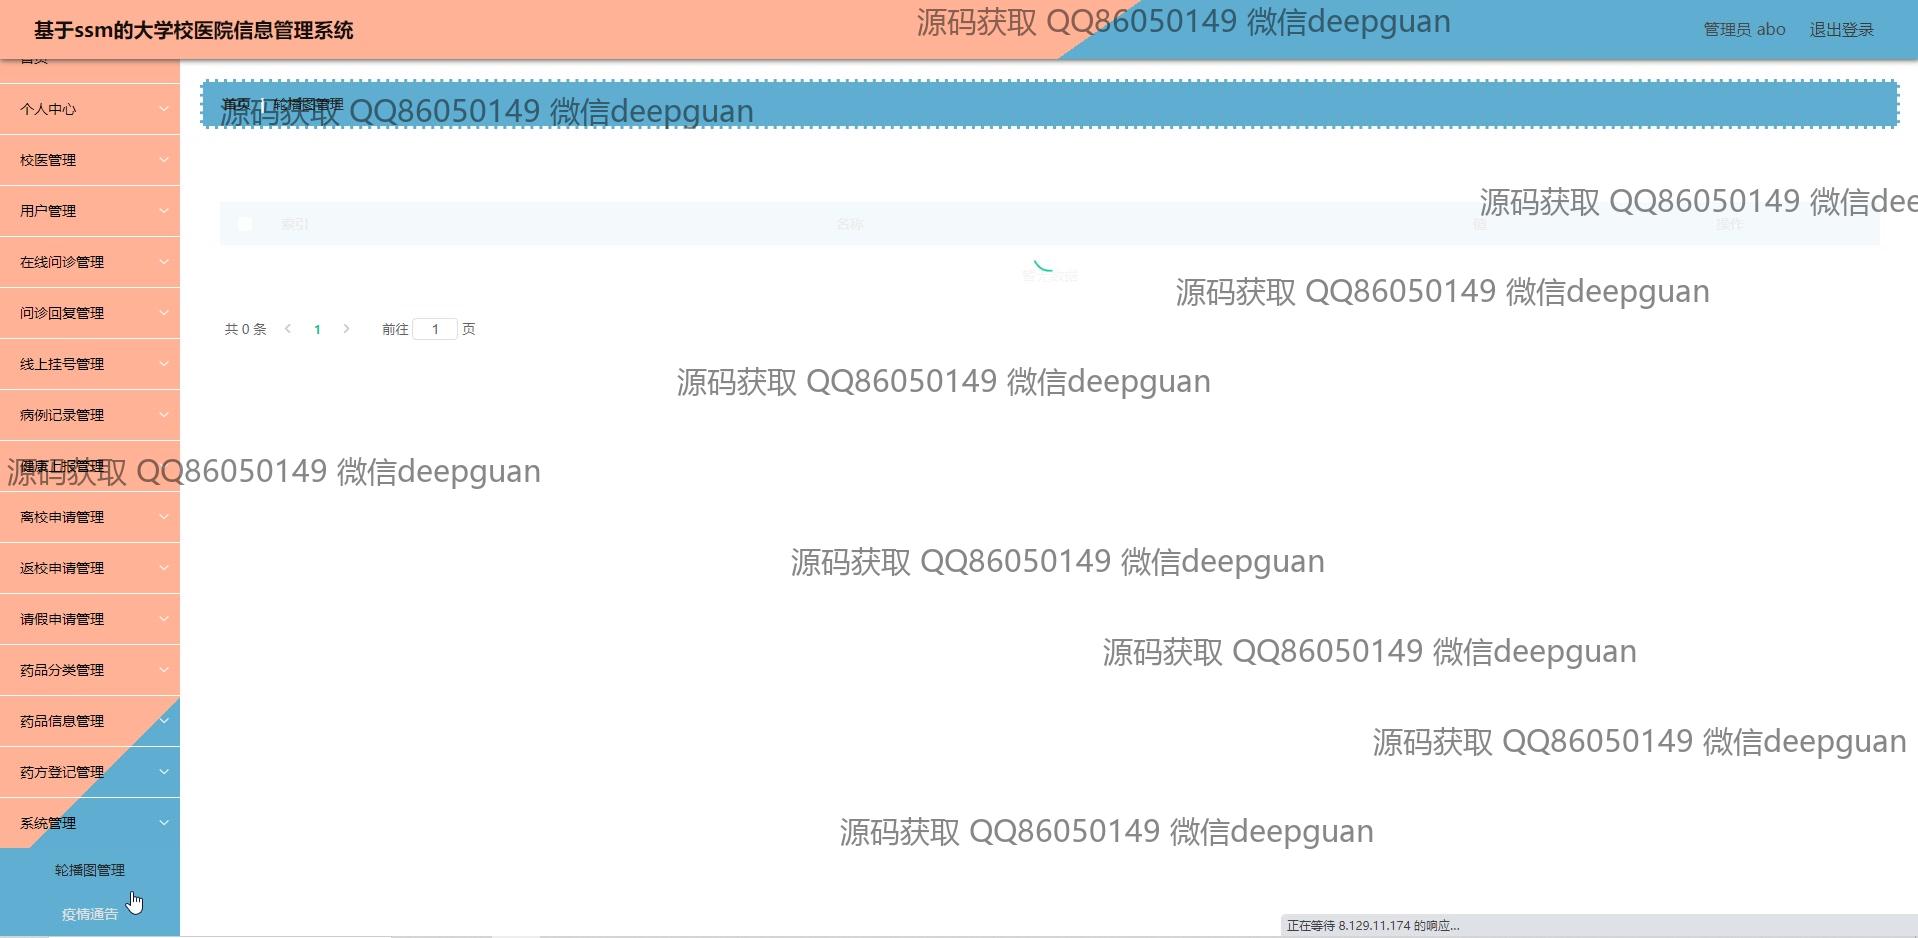 基于ssm的大学校医院信息管理系统
源码获取 QQ86050149 微信deepguan
管理员 abo
退出登录
首页
首页
轮播图管理
源码获取 QQ86050149 微信deepguan
个人中心
校医管理
用户管理
在线问诊管理
问诊回复管理
线上挂号管理
病例记录管理
健康上报管理
离校申请管理
返校申请管理
请假申请管理
药品分类管理
药品信息管理
药方登记管理
系统管理
轮播图管理
疫情通告
源码获取 QQ86050149 微信dee
索引
名称
值
操作
暂无数据
源码获取 QQ86050149 微信deepguan
共 0 条
1
前往 1 页
源码获取 QQ86050149 微信deepguan
源码获取 QQ86050149 微信deepguan
源码获取 QQ86050149 微信deepguan
源码获取 QQ86050149 微信deepguan
源码获取 QQ86050149 微信deepguan
源码获取 QQ86050149 微信deepguan
正在等待 8.129.11.174 的响应...